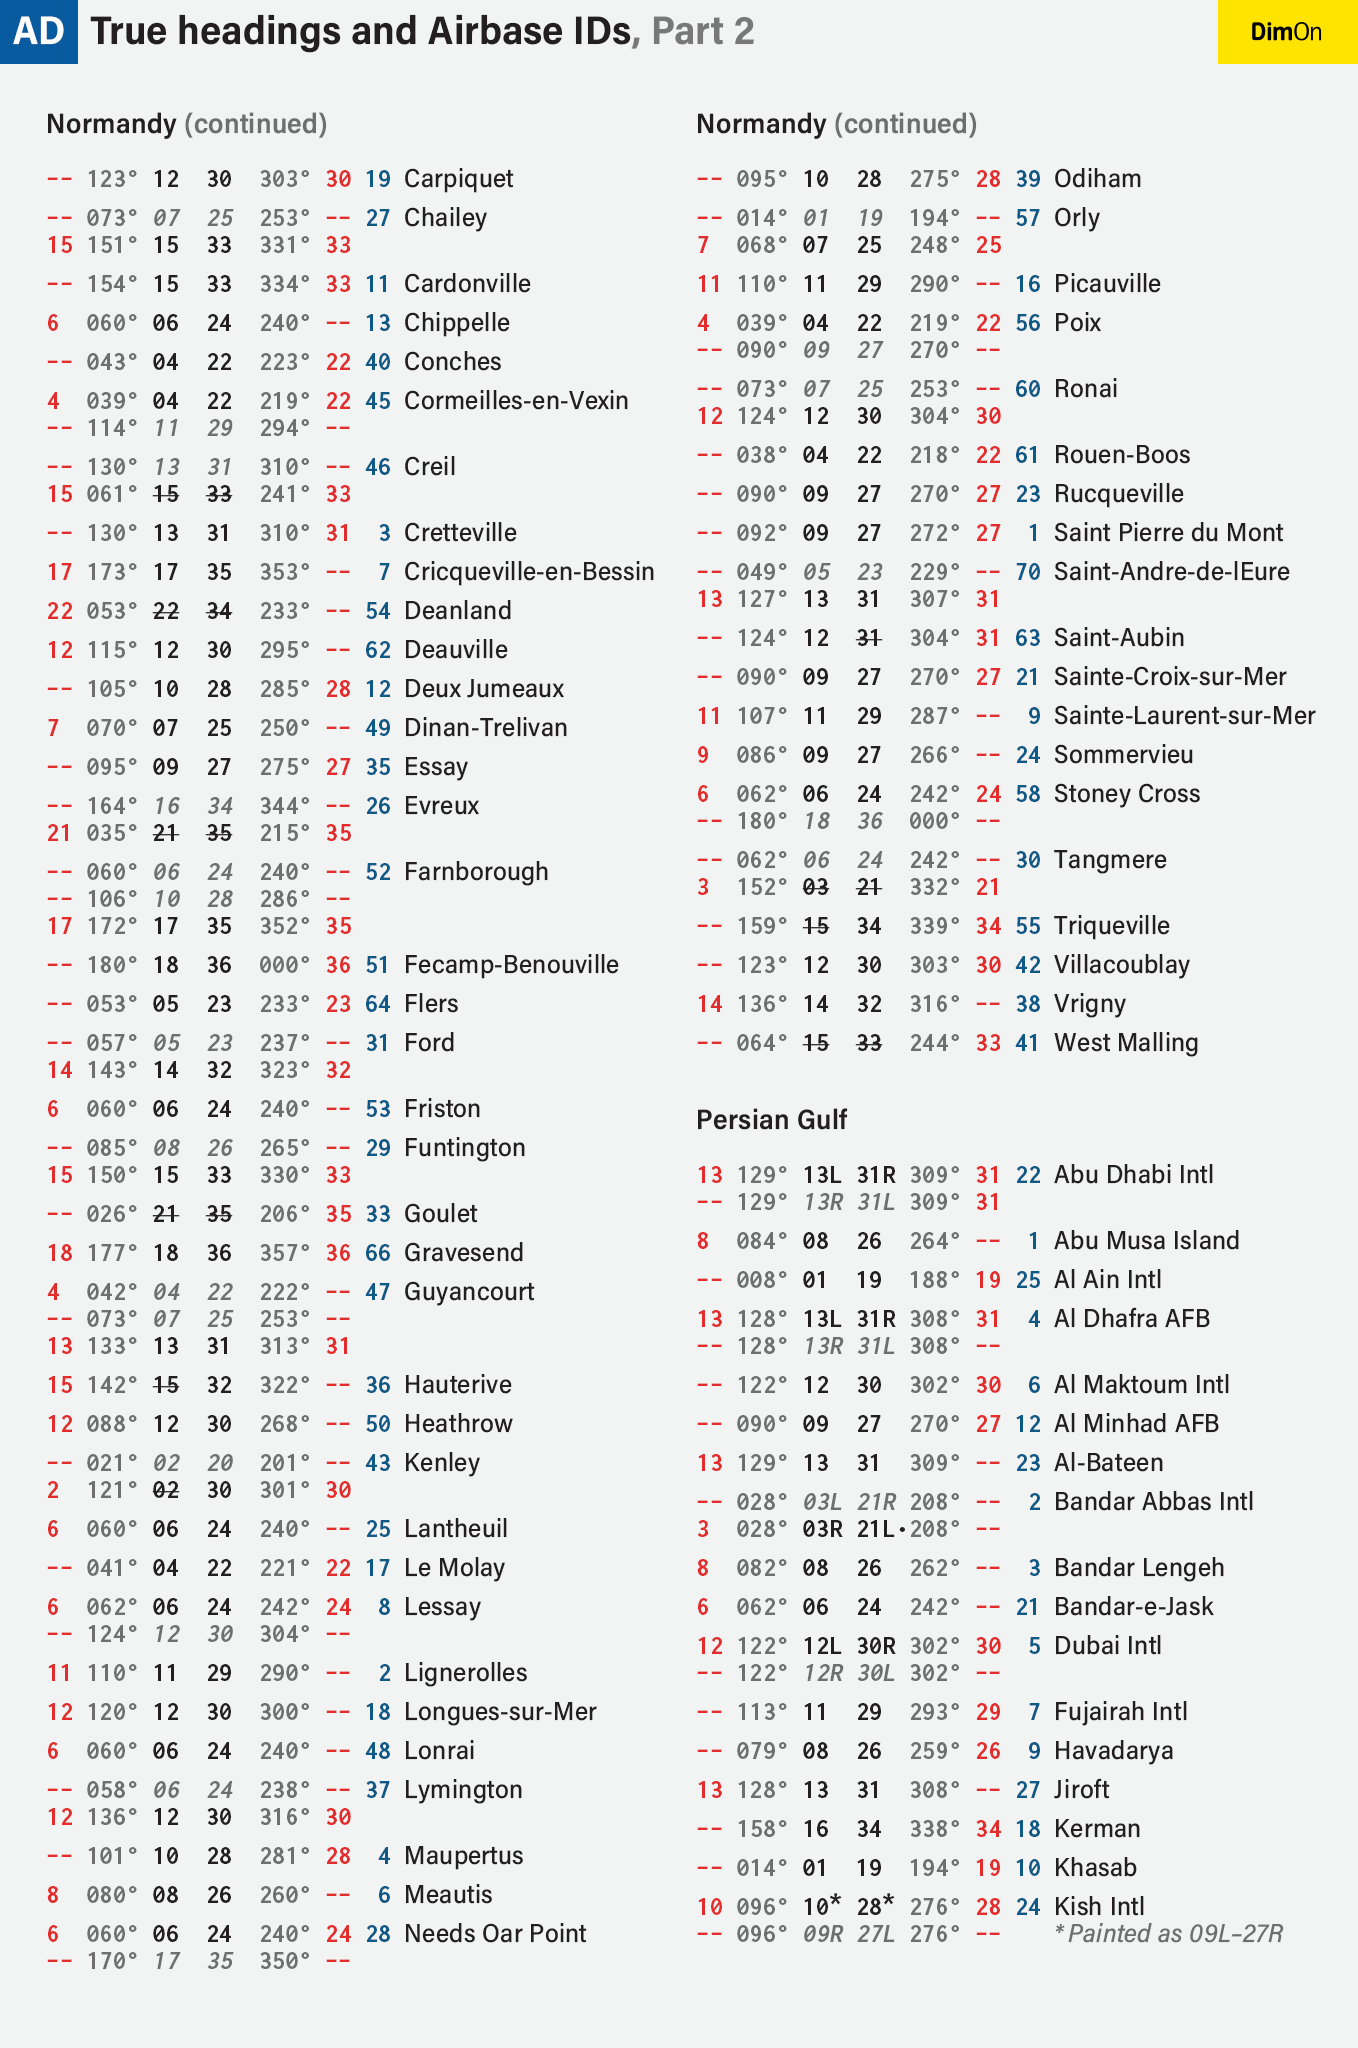 AD True headings and Airbase IDs, Part 2
DimOn
Normandy (continued)
-- 123° 12 30 303° 30 19 Carpiquet
-- 073° 07 25 253° -- 27 Chailey
15 151° 15 33 331° 33
-- 154° 15 33 334° 33 11 Cardonville
6 060° 06 24 240° -- 13 Chippelle
-- 043° 04 22 223° 22 40 Conches
4 039° 04 22 219° 22 45 Cormeilles-en-Vexin
-- 114° 11 29 294° --
-- 130° 13 31 310° -- 46 Creil
15 061° 15 33 241° 33
-- 130° 13 31 310° 31 3 Cretteville
17 173° 17 35 353° -- 7 Cricqueville-en-Bessin
22 053° 22 34 233° -- 54 Deanland
12 115° 12 30 295° -- 62 Deauville
-- 105° 10 28 285° 28 12 Deux Jumeaux
7 070° 07 25 250° -- 49 Dinan-Trelivan
-- 095° 09 27 275° 27 35 Essay
-- 164° 16 34 344° -- 26 Evreux
21 035° 21 35 215° 35
-- 060° 06 24 240° -- 52 Farnborough
-- 106° 10 28 286° --
17 172° 17 35 352° 35
-- 180° 18 36 000° 36 51 Fecamp-Benouville
-- 053° 05 23 233° 23 64 Flers
-- 057° 05 23 237° -- 31 Ford
14 143° 14 32 323° 32
6 060° 06 24 240° -- 53 Friston
-- 085° 08 26 265° -- 29 Funtington
15 150° 15 33 330° 33
-- 026° 21 35 206° 35 33 Goulet
18 177° 18 36 357° 36 66 Gravesend
4 042° 04 22 222° -- 47 Guyancourt
-- 073° 07 25 253° --
13 133° 13 31 313° 31
15 142° 15 32 322° -- 36 Hauterive
12 088° 12 30 268° -- 50 Heathrow
-- 021° 02 20 201° -- 43 Kenley
2 121° 02 30 301° 30
6 060° 06 24 240° -- 25 Lantheuil
-- 041° 04 22 221° 22 17 Le Molay
6 062° 06 24 242° 24 8 Lessay
-- 124° 12 30 304° --
11 110° 11 29 290° -- 2 Lignerolles
12 120° 12 30 300° -- 18 Longues-sur-Mer
6 060° 06 24 240° -- 48 Lonrai
-- 058° 06 24 238° -- 37 Lymington
12 136° 12 30 316° 30
-- 101° 10 28 281° 28 4 Maupertus
8 080° 08 26 260° -- 6 Meautis
6 060° 06 24 240° 24 28 Needs Oar Point
-- 170° 17 35 350° --
Normandy (continued)
-- 095° 10 28 275° 28 39 Odiham
-- 014° 01 19 194° -- 57 Orly
7 068° 07 25 248° 25
11 110° 11 29 290° -- 16 Picauville
4 039° 04 22 219° 22 56 Poix
-- 090° 09 27 270° --
-- 073° 07 25 253° -- 60 Ronai
12 124° 12 30 304° 30
-- 038° 04 22 218° 22 61 Rouen-Boos
-- 090° 09 27 270° 27 23 Rucqueville
-- 092° 09 27 272° 27 1 Saint Pierre du Mont
-- 049° 05 23 229° -- 70 Saint-Andre-de-lEure
13 127° 13 31 307° 31
-- 124° 12 31 304° 31 63 Saint-Aubin
-- 090° 09 27 270° 27 21 Sainte-Croix-sur-Mer
11 107° 11 29 287° -- 9 Sainte-Laurent-sur-Mer
9 086° 09 27 266° -- 24 Sommervieu
6 062° 06 24 242° 24 58 Stoney Cross
-- 180° 18 36 000° --
-- 062° 06 24 242° -- 30 Tangmere
3 152° 03 21 332° 21
-- 159° 15 34 339° 34 55 Triqueville
-- 123° 12 30 303° 30 42 Villacoublay
14 136° 14 32 316° -- 38 Vrigny
-- 064° 15 33 244° 33 41 West Malling
Persian Gulf
13 129° 13L 31R 309° 31 22 Abu Dhabi Intl
-- 129° 13R 31L 309° 31
8 084° 08 26 264° -- 1 Abu Musa Island
-- 008° 01 19 188° 19 25 Al Ain Intl
13 128° 13L 31R 308° 31 4 Al Dhafra AFB
-- 128° 13R 31L 308° --
-- 122° 12 30 302° 30 6 Al Maktoum Intl
-- 090° 09 27 270° 27 12 Al Minhad AFB
13 129° 13 31 309° -- 23 Al-Bateen
-- 028° 03L 21R 208° -- 2 Bandar Abbas Intl
3 028° 03R 21L•208° --
8 082° 08 26 262° -- 3 Bandar Lengeh
6 062° 06 24 242° -- 21 Bandar-e-Jask
12 122° 12L 30R 302° 30 5 Dubai Intl
-- 122° 12R 30L 302° --
-- 113° 11 29 293° 29 7 Fujairah Intl
-- 079° 08 26 259° 26 9 Havadarya
13 128° 13 31 308° -- 27 Jiroft
-- 158° 16 34 338° 34 18 Kerman
-- 014° 01 19 194° 19 10 Khasab
10 096° 10* 28* 276° 28 24 Kish Intl
-- 096° 09R 27L 276° -- *Painted as 09L–27R